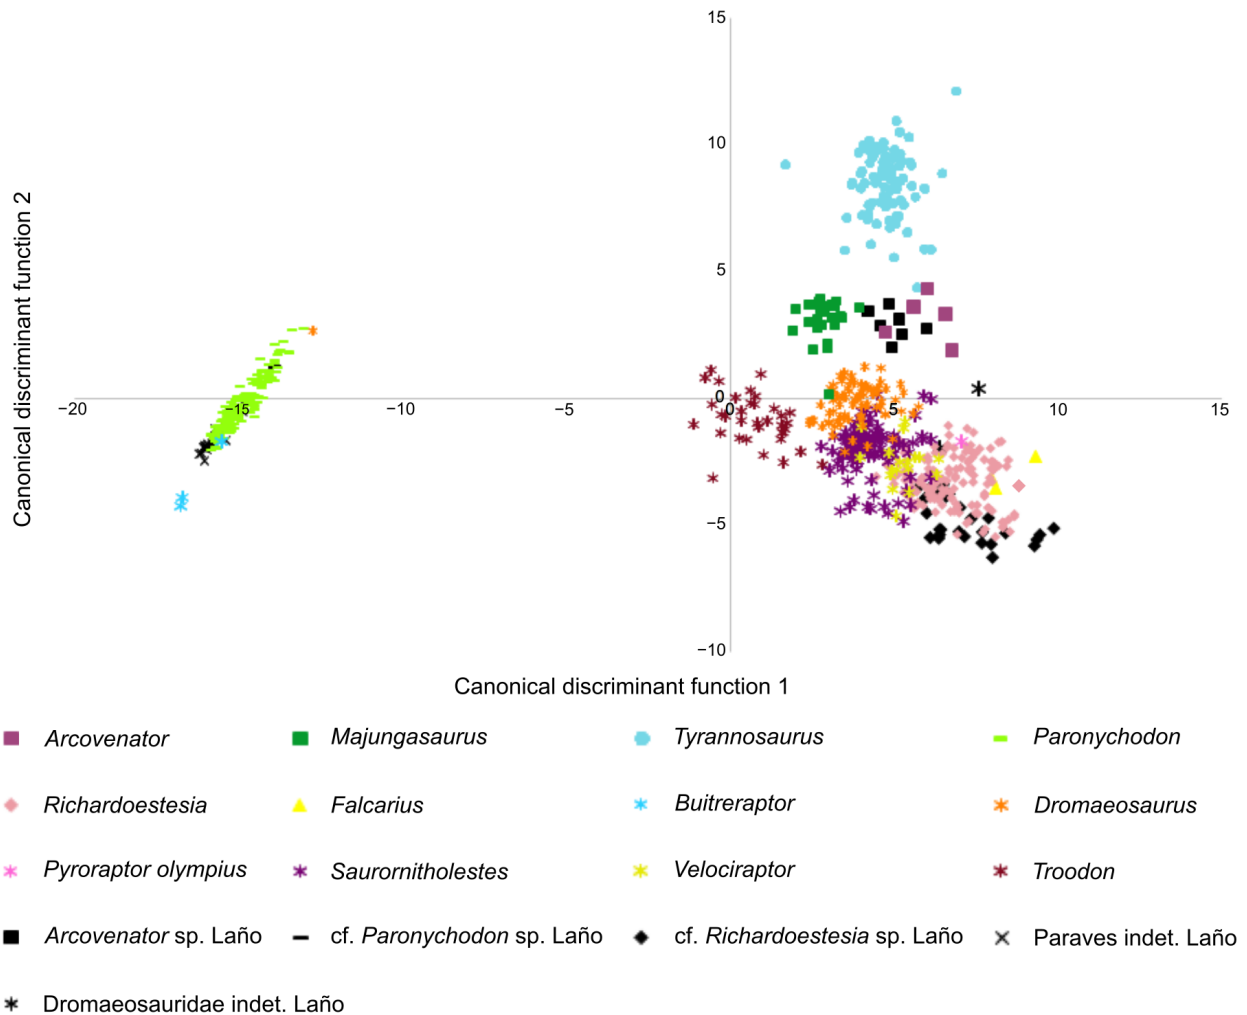 15
10
5
0
−20
−15
−10
−5
0
5
10
15
−5
−10
Canonical discriminant function 2
Canonical discriminant function 1
Arcovenator
Majungasaurus
Tyrannosaurus
Paronychodon
Richardoestesia
Falcarius
Buitreraptor
Dromaeosaurus
Pyroraptor olympius
Saurornitholestes
Velociraptor
Troodon
Arcovenator sp. Laño
cf. Paronychodon sp. Laño
cf. Richardoestesia sp. Laño
Paraves indet. Laño
Dromaeosauridae indet. Laño